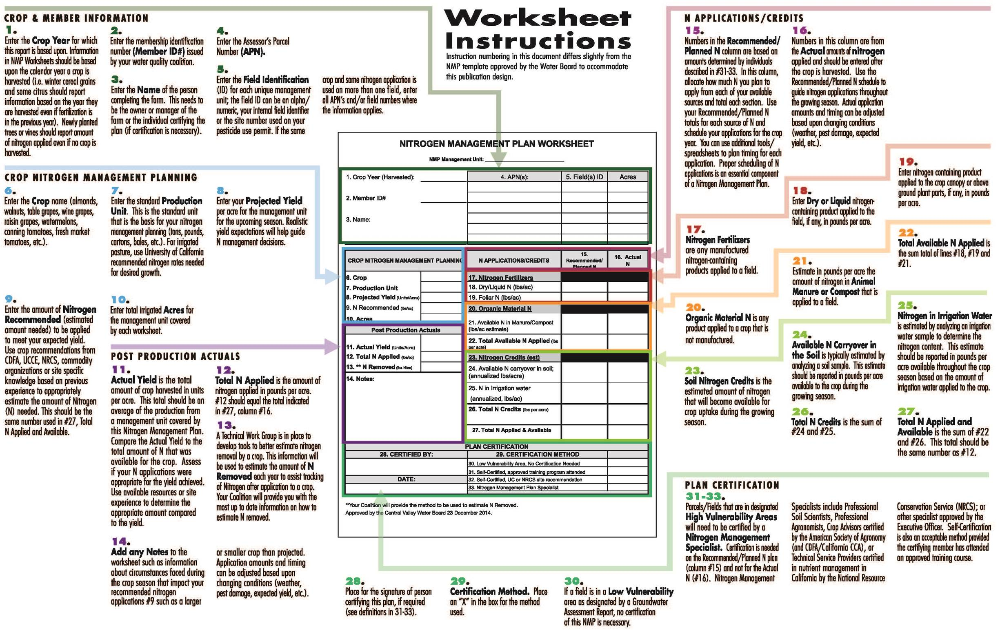 Worksheet
Instructions
Instruction numbering in this document differs slightly from the
NMP template approved by the Water Board to accommodate
this publication design.
CROP & MEMBER INFORMATION
1.
Enter the Crop Year for which
this report is based upon. Information
in NMP Worksheets should be based
upon the calendar year a crop is
harvested (i.e. winter cereal grains
and some citrus should report
information based on the year they
are harvested even if fertilization is
in the previous year). Newly planted
trees or vines should report amount
of nitrogen applied even if no crop is
harvested.
2.
Enter the membership identification
number (Member ID#) issued
by your water quality coalition.
3.
Enter the Name of the person
completing the form. This needs to
be the owner or manager of the
farm or the individual certifying the
plan (if certification is necessary).
4.
Enter the Assessor's Parcel
Number (APN).
5.
Enter the Field Identification
(ID) for each unique management
unit; the field ID can be an alpha/
numeric, your internal field identifier
or the site number used on your
pesticide use permit. If the same
crop and same nitrogen application is
used on more than one field, enter
all APN's and/or field numbers where
the information applies.
CROP NITROGEN MANAGEMENT PLANNING
6.
Enter the Crop name (almonds,
walnuts, table grapes, wine grapes,
raisin grapes, watermelons,
canning tomatoes, fresh market
tomatoes, etc.).
7.
Enter the standard Production
Unit. This is the standard unit
that is the basis for your nitrogen
management planning (tons, pounds,
cartons, bales, etc.). For irrigated
pasture, use University of California
recommended nitrogen rates needed
for desired growth.
8.
Enter your Projected Yield
per acre for the management unit
for the upcoming season. Realistic
yield expectations will help guide
N management decisions.
9.
Enter the amount of Nitrogen
Recommended (estimated
amount needed) to be applied
to meet your expected yield.
Use crop recommendations from
CDFA, UCCE, NRCS, commodity
organizations or site specific
knowledge based on previous
experience to appropriately
estimate the amount of Nitrogen
(N) needed. This should be the
same number used in #27, Total
N Applied and Available.
10.
Enter total irrigated Acres for
the management unit covered
by each worksheet.
POST PRODUCTION ACTUALS
11.
Actual Yield is the total
amount of crop harvested in units
per acre. This total should be an
average of the production from
a management unit covered by
this Nitrogen Management Plan.
Compare the Actual Yield to the
total amount of N that was
available for the crop. Assess
if your N applications were
appropriate for the yield achieved.
Use available resources or site
experience to determine the
appropriate amount compared
to the yield.
12.
Total N Applied is the amount of
nitrogen applied in pounds per acre.
#12 should equal the total indicated
in #27, column #16.
13.
A Technical Work Group is in place to
develop tools to better estimate nitrogen
removal by a crop. This information will
be used to estimate the amount of N
Removed each year to assist tracking
of Nitrogen after application to a crop.
Your Coalition will provide you with the
most up to date information on how to
estimate N removed.
14.
Add any Notes to the
worksheet such as information
about circumstances faced during
the crop season that impact your
recommended nitrogen
applications #9 such as a larger
or smaller crop than projected.
Application amounts and timing
can be adjusted based upon
changing conditions (weather,
pest damage, expected yield, etc.).
NITROGEN MANAGEMENT PLAN WORKSHEET
NMP Management Unit:
1. Crop Year (Harvested):
2. Member ID#
3. Name:
4. APN(s):
5. Field(s) ID
Acres
CROP NITROGEN MANAGEMENT PLANNING
6. Crop
7. Production Unit
8. Projected Yield (Units/Acre)
9. N Recommended (lbs/ac)
10. Acres
Post Production Actuals
11. Actual Yield (Units/Acre)
12. Total N Applied (lbs/ac)
13. ** N Removed (lbs N/ac)
14. Notes:
N APPLICATIONS/CREDITS
15.
Recommended/
Planned N
16. Actual
N
17. Nitrogen Fertilizers
18. Dry/Liquid N (lbs/ac)
19. Foliar N (lbs/ac)
20. Organic Material N
21. Available N in Manure/Compost
(lbs/ac estimate)
22. Total Available N Applied (lbs
per acre)
23. Nitrogen Credits (est)
24. Available N carryover in soil;
(annualized lbs/acre)
25. N in Irrigation water
(annualized, lbs/ac)
26. Total N Credits (lbs per acre)
27. Total N Applied & Available
PLAN CERTIFICATION
28. CERTIFIED BY:
DATE:
29. CERTIFICATION METHOD
30. Low Vulnerability Area, No Certification Needed
31. Self-Certified, approved training program attended
32. Self-Certified, UC or NRCS site recommendation
33. Nitrogen Management Plan Specialist
**Your Coalition will provide the method to be used to estimate N Removed.
Approved by the Central Valley Water Board 23 December 2014.
28.
Place for the signature of person
certifying this plan, if required
(see definitions in 31-33).
29.
Certification Method. Place
an "X" in the box for the method
used.
30.
If a field is in a Low Vulnerability
area as designated by a Groundwater
Assessment Report, no certification
of this NMP is necessary.
N APPLICATIONS/CREDITS
15.
Numbers in the Recommended/
Planned N column are based on
amounts determined by individuals
described in #31-33. In this column,
allocate how much N you plan to
apply from each of your available
sources and total each section. Use
your Recommended/Planned N
totals for each source of N and
schedule your applications for the crop
year. You can use additional tools/
spreadsheets to plan timing for each
application. Proper scheduling of N
applications is an essential component
of a Nitrogen Management Plan.
16.
Numbers in this column are from
the Actual amounts of nitrogen
applied and should be entered after
the crop is harvested. Use the
Recommended/Planned N schedule to
guide nitrogen applications throughout
the growing season. Actual application
amounts and timing can be adjusted
based upon changing conditions
(weather, pest damage, expected
yield, etc.).
17.
Nitrogen Fertilizers
are any manufactured
nitrogen-containing
products applied to a field.
18.
Enter Dry or Liquid nitrogen-
containing product applied to the
field, if any, in pounds per acre.
19.
Enter nitrogen containing product
applied to the crop canopy or above
ground plant parts, if any, in pounds
per acre.
20.
Organic Material N is any
product applied to a crop that is
not manufactured.
21.
Estimate in pounds per acre the
amount of nitrogen in Animal
Manure or Compost that is
applied to a field.
22.
Total Available N Applied is
the sum total of lines #18, #19 and
#21.
23.
Soil Nitrogen Credits is the
estimated amount of nitrogen
that will become available for
crop uptake during the growing
season.
24.
Available N Carryover in
the Soil is typically estimated by
analyzing a soil sample. This estimate
should be reported in pounds per acre
available to the crop during the
growing season.
25.
Nitrogen in Irrigation Water
is estimated by analyzing an irrigation
water sample to determine the
nitrogen content. This estimate
should be reported in pounds per
acre available throughout the crop
season based on the amount of
irrigation water applied to the crop.
26.
Total N Credits is the sum of
#24 and #25.
27.
Total N Applied and
Available is the sum of #22
and #26. This total should be
the same number as #12.
PLAN CERTIFICATION
31-33.
Parcels/Fields that are in designated
High Vulnerability Areas
will need to be certified by a
Nitrogen Management
Specialist. Certification is needed
on the Recommended/Planned N plan
(column #15) and not for the Actual
N (#16). Nitrogen Management
Specialists include Professional
Soil Scientists, Professional
Agronomists, Crop Advisors certified
by the American Society of Agronomy
(and CDFA/California CCA), or
Technical Service Providers certified
in nutrient management in
California by the National Resource
Conservation Service (NRCS); or
other specialist approved by the
Executive Officer. Self-Certification
is also an acceptable method provided
the certifying member has attended
an approved training course.